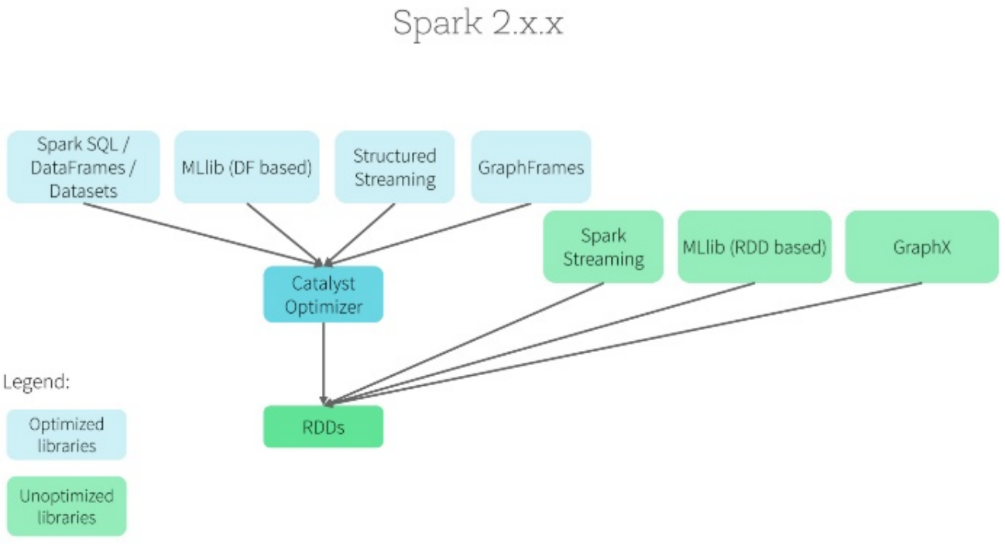 Spark 2.x.x
Spark SQL /
DataFrames /
Datasets
MLlib (DF based)
Structured
Streaming
GraphFrames
Spark
Streaming
MLlib (RDD based)
GraphX
Catalyst
Optimizer
RDDs
Legend:
Optimized
libraries
Unoptimized
libraries